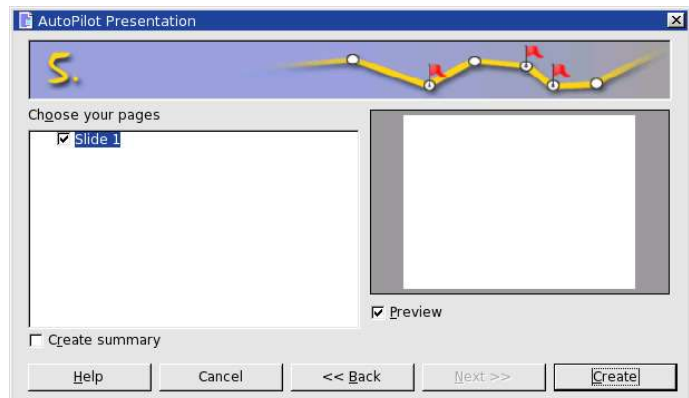 AutoPilot Presentation
5.
Choose your pages
Slide 1
Preview
Create summary
Help
Cancel
<< Back
Next >>
Create